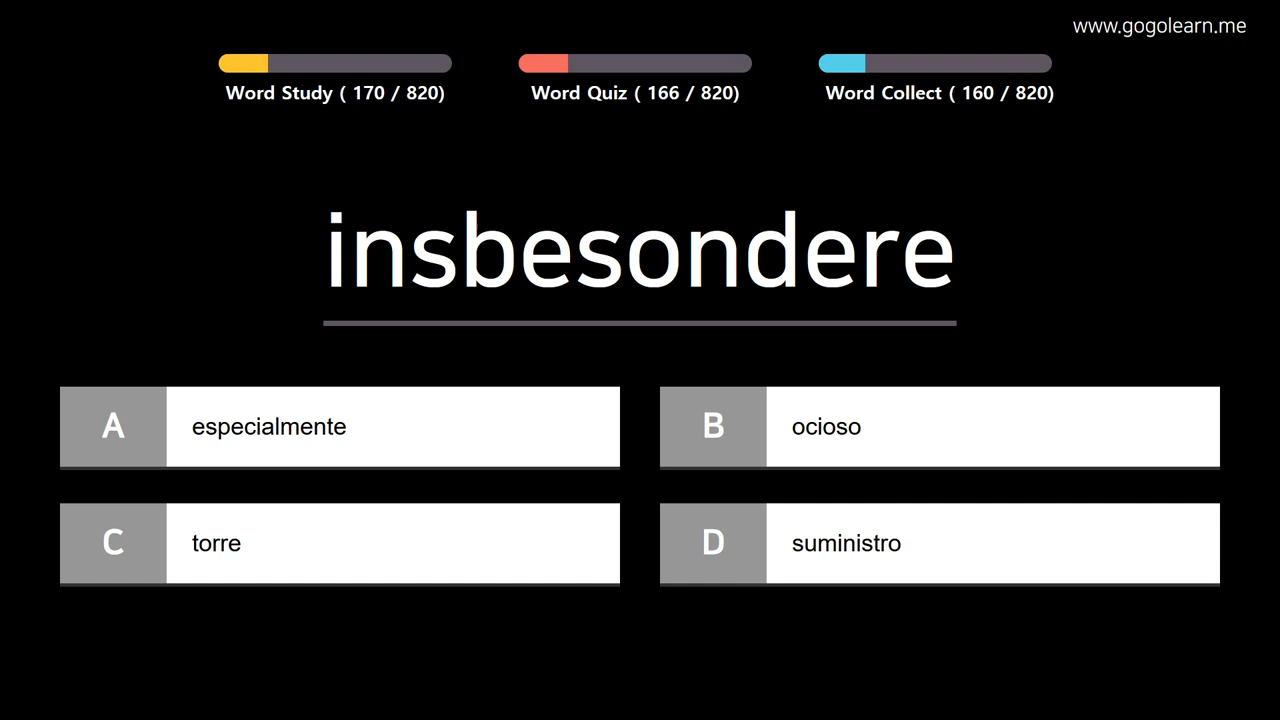 www.gogolearn.me
Word Study ( 170 / 820)
Word Quiz ( 166 / 820)
Word Collect ( 160 / 820)
insbesondere
A especialmente
B ocioso
C torre
D suministro